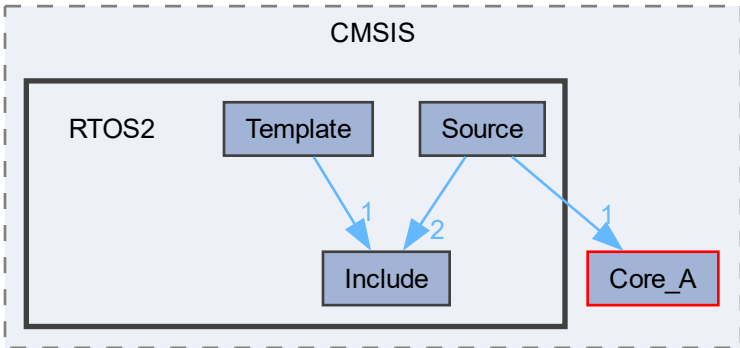 CMSIS
RTOS2
Template
Source
1
2
1
Include
Core_A